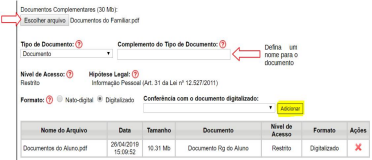 Documentos Complementares (30 Mb):
Escolher arquivo Documentos do Familiar.pdf
Tipo de Documento: ? Complemento do Tipo de Documento: ?
Documento
Defina um
nome para o
documento
Nível de Acesso: ? Hipótese Legal: ?
Restrito Informação Pessoal (Art. 31 da Lei nº 12.527/2011)
Formato: ? Nato-digital Digitalizado Conferência com o documento digitalizado:
Adicionar
Nome do Arquivo Data Tamanho Documento Nível de Acesso Formato Ações
Documentos do Aluno.pdf 26/04/2019 15:09:52 10.31 Mb Documento Rg do Aluno Restrito Digitalizado